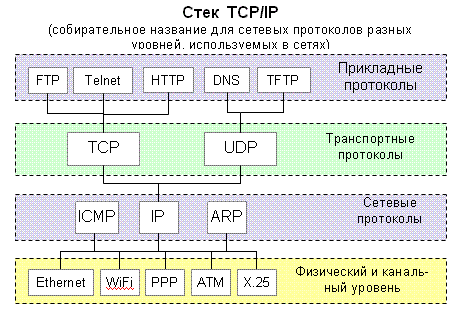 Стек TCP/IP
(собирательное название для сетевых протоколов разных
уровней, используемых в сетях)
FTP Telnet HTTP DNS TFTP
Прикладные
протоколы
TCP UDP
Транспортные
протоколы
ICMP IP ARP
Сетевые
протоколы
Ethernet WiFi PPP ATM X.25
Физический и каналь-
ный уровень